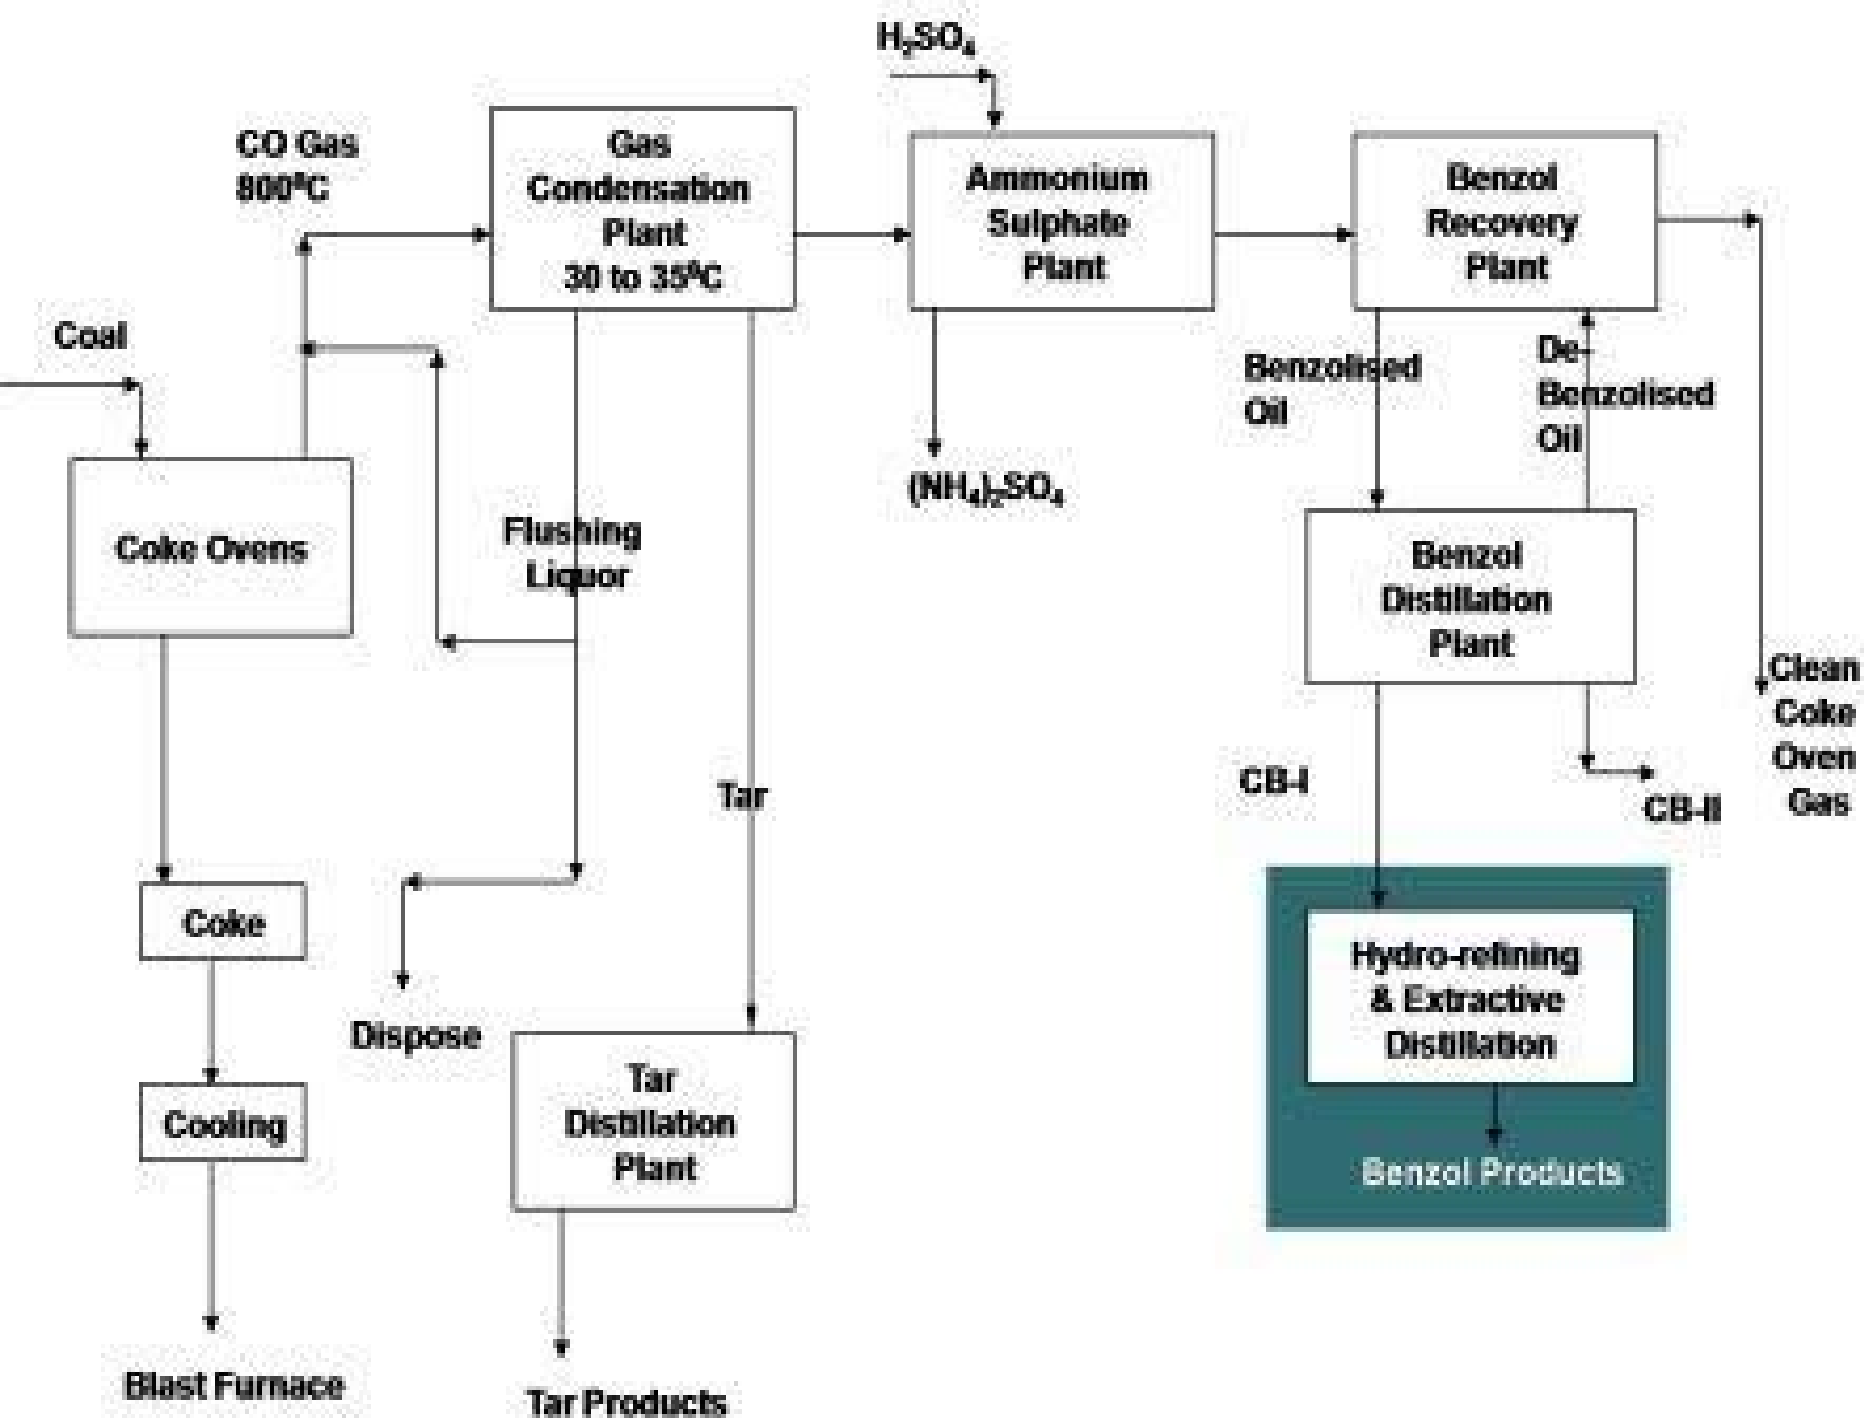 H₂SO₄
CO Gas
800⁰C
Gas
Condensation
Plant
30 to 35⁰C
Ammonium
Sulphate
Plant
Benzol
Recovery
Plant
Coal
Benzolised
Oil
De-
Benzolised
Oil
(NH₄)₂SO₄
Coke Ovens
Flushing
Liquor
Benzol
Distillation
Plant
Clean
Coke
Oven
Gas
Tar
CB-I
CB-II
Coke
Hydro-refining
& Extractive
Distillation
Dispose
Tar
Distillation
Plant
Cooling
Benzol Products
Blast Furnace
Tar Products